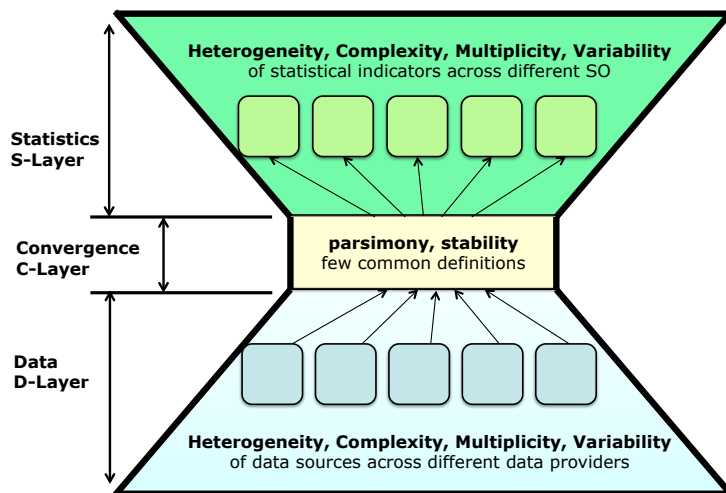 Heterogeneity, Complexity, Multiplicity, Variability
of statistical indicators across different SO
Statistics
S-Layer
parsimony, stability
few common definitions
Convergence
C-Layer
Data
D-Layer
Heterogeneity, Complexity, Multiplicity, Variability
of data sources across different data providers